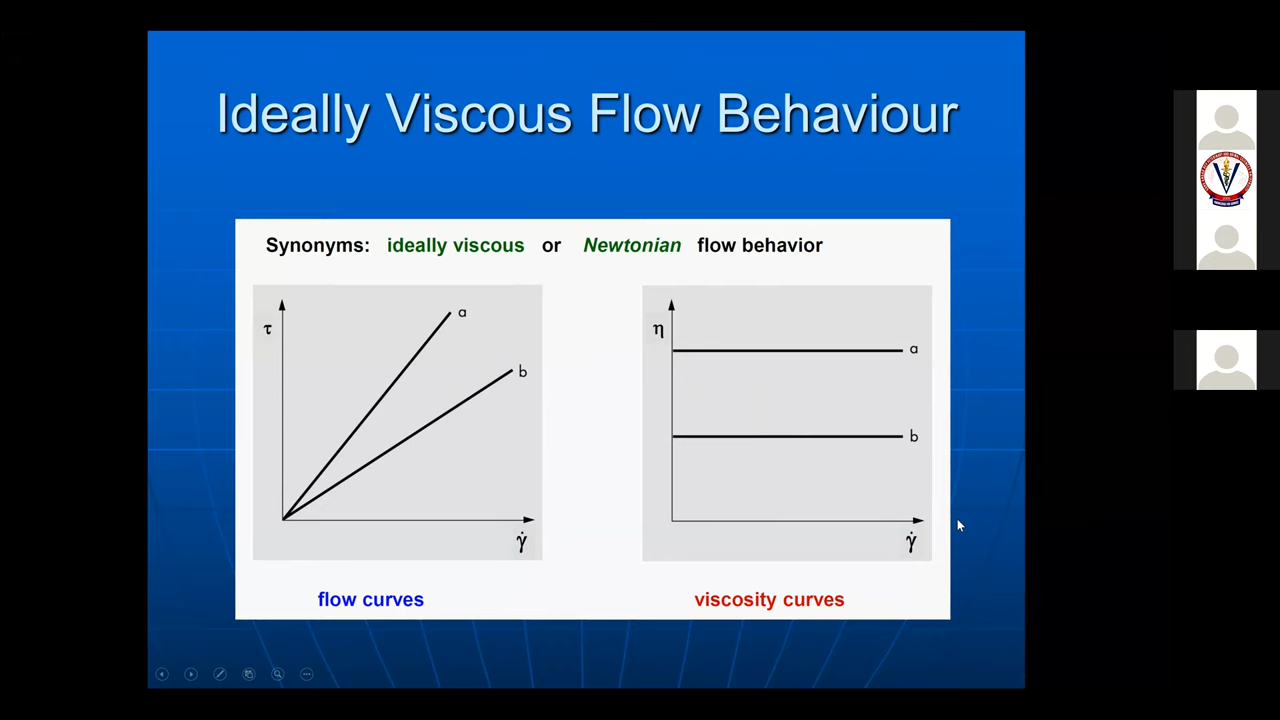 Ideally Viscous Flow Behaviour
Synonyms: ideally viscous or Newtonian flow behavior
τ
a
b
γ̇
η
a
b
γ̇
flow curves
viscosity curves